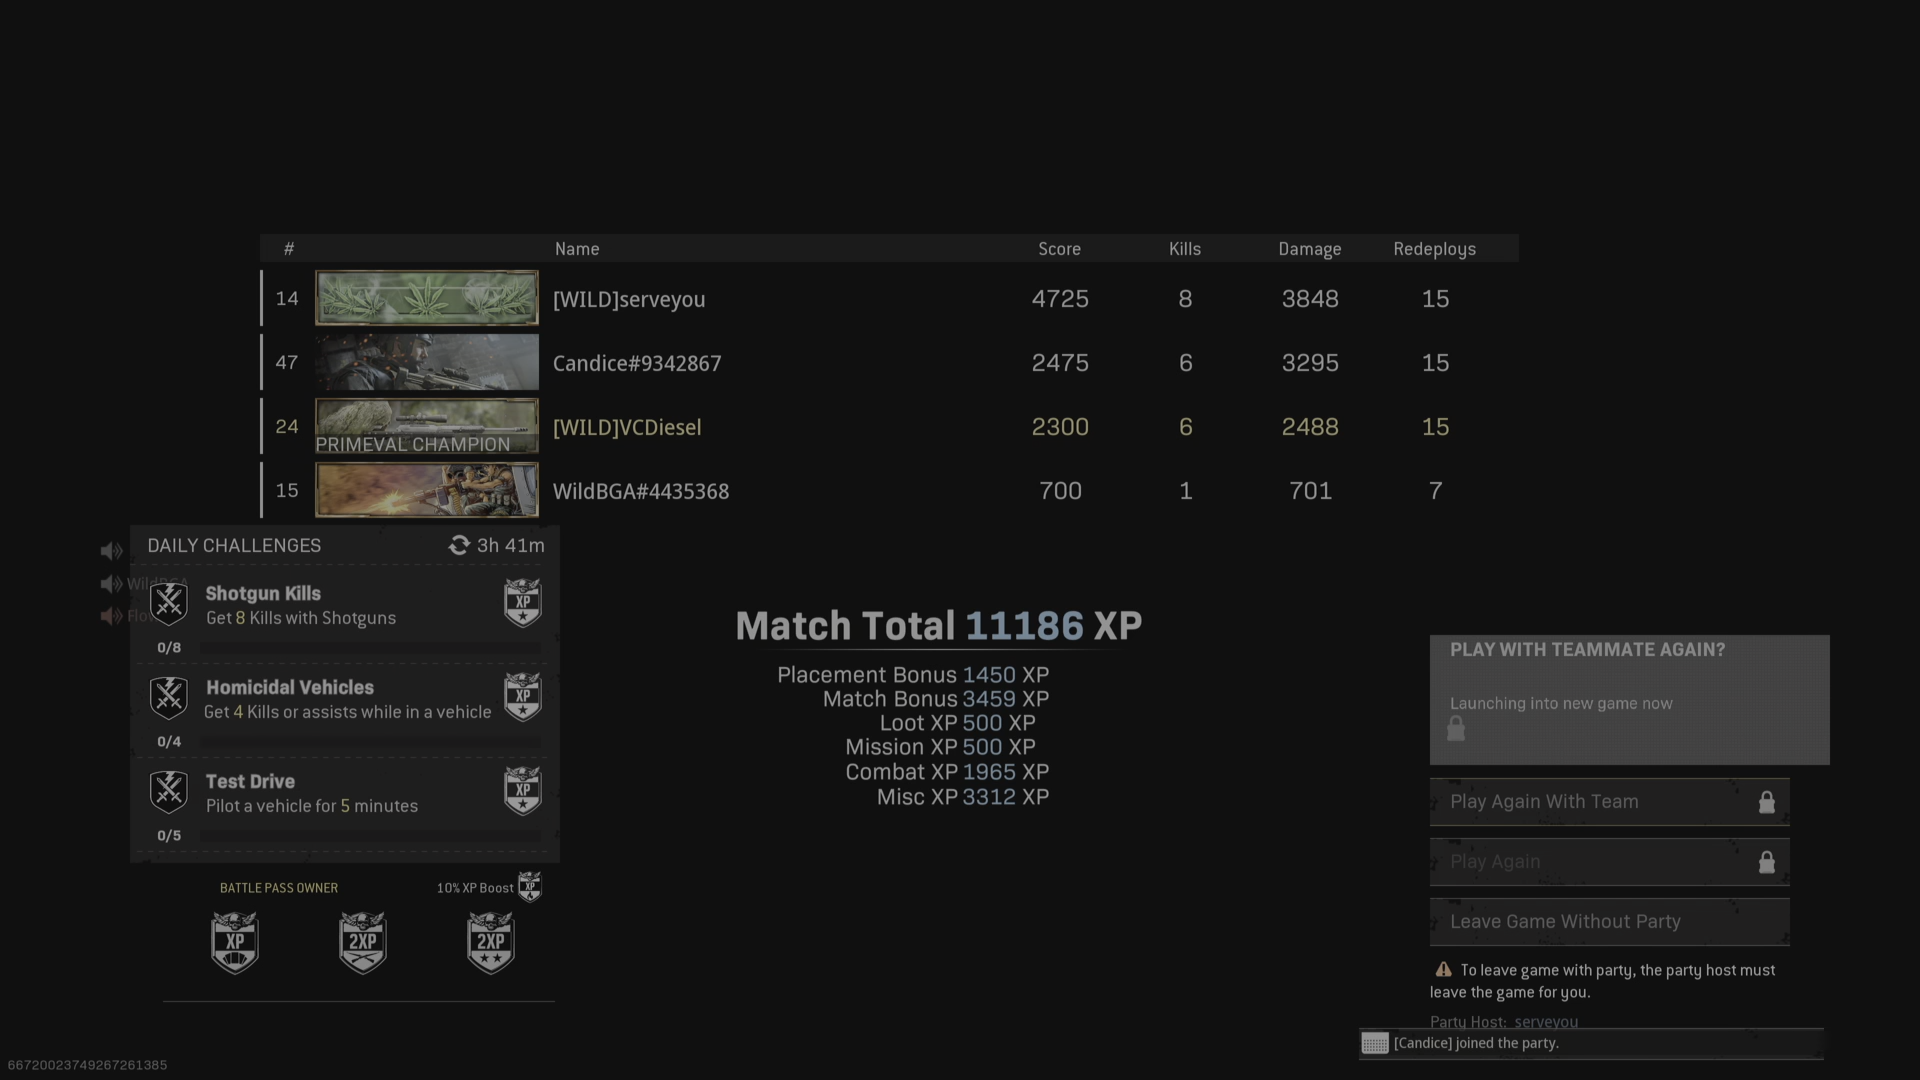 # Name Score Kills Damage Redeploys
14 [WILD]serveyou 4725 8 3848 15
47 Candice#9342867 2475 6 3295 15
24 PRIMEVAL CHAMPION [WILD]VCDiesel 2300 6 2488 15
15 WildBGA#4435368 700 1 701 7
DAILY CHALLENGES 3h 41m
WildBGA
Shotgun Kills
Get 8 Kills with Shotguns
XP
0/8
Homicidal Vehicles
Get 4 Kills or assists while in a vehicle
XP
0/4
Test Drive
Pilot a vehicle for 5 minutes
XP
0/5
BATTLE PASS OWNER 10% XP Boost XP
XP 2XP 2XP
Match Total 11186 XP
Placement Bonus 1450 XP
Match Bonus 3459 XP
Loot XP 500 XP
Mission XP 500 XP
Combat XP 1965 XP
Misc XP 3312 XP
PLAY WITH TEAMMATE AGAIN?
Launching into new game now
Play Again With Team
Play Again
Leave Game Without Party
To leave game with party, the party host must
leave the game for you.
Party Host: serveyou
[Candice] joined the party.
66720023749267261385